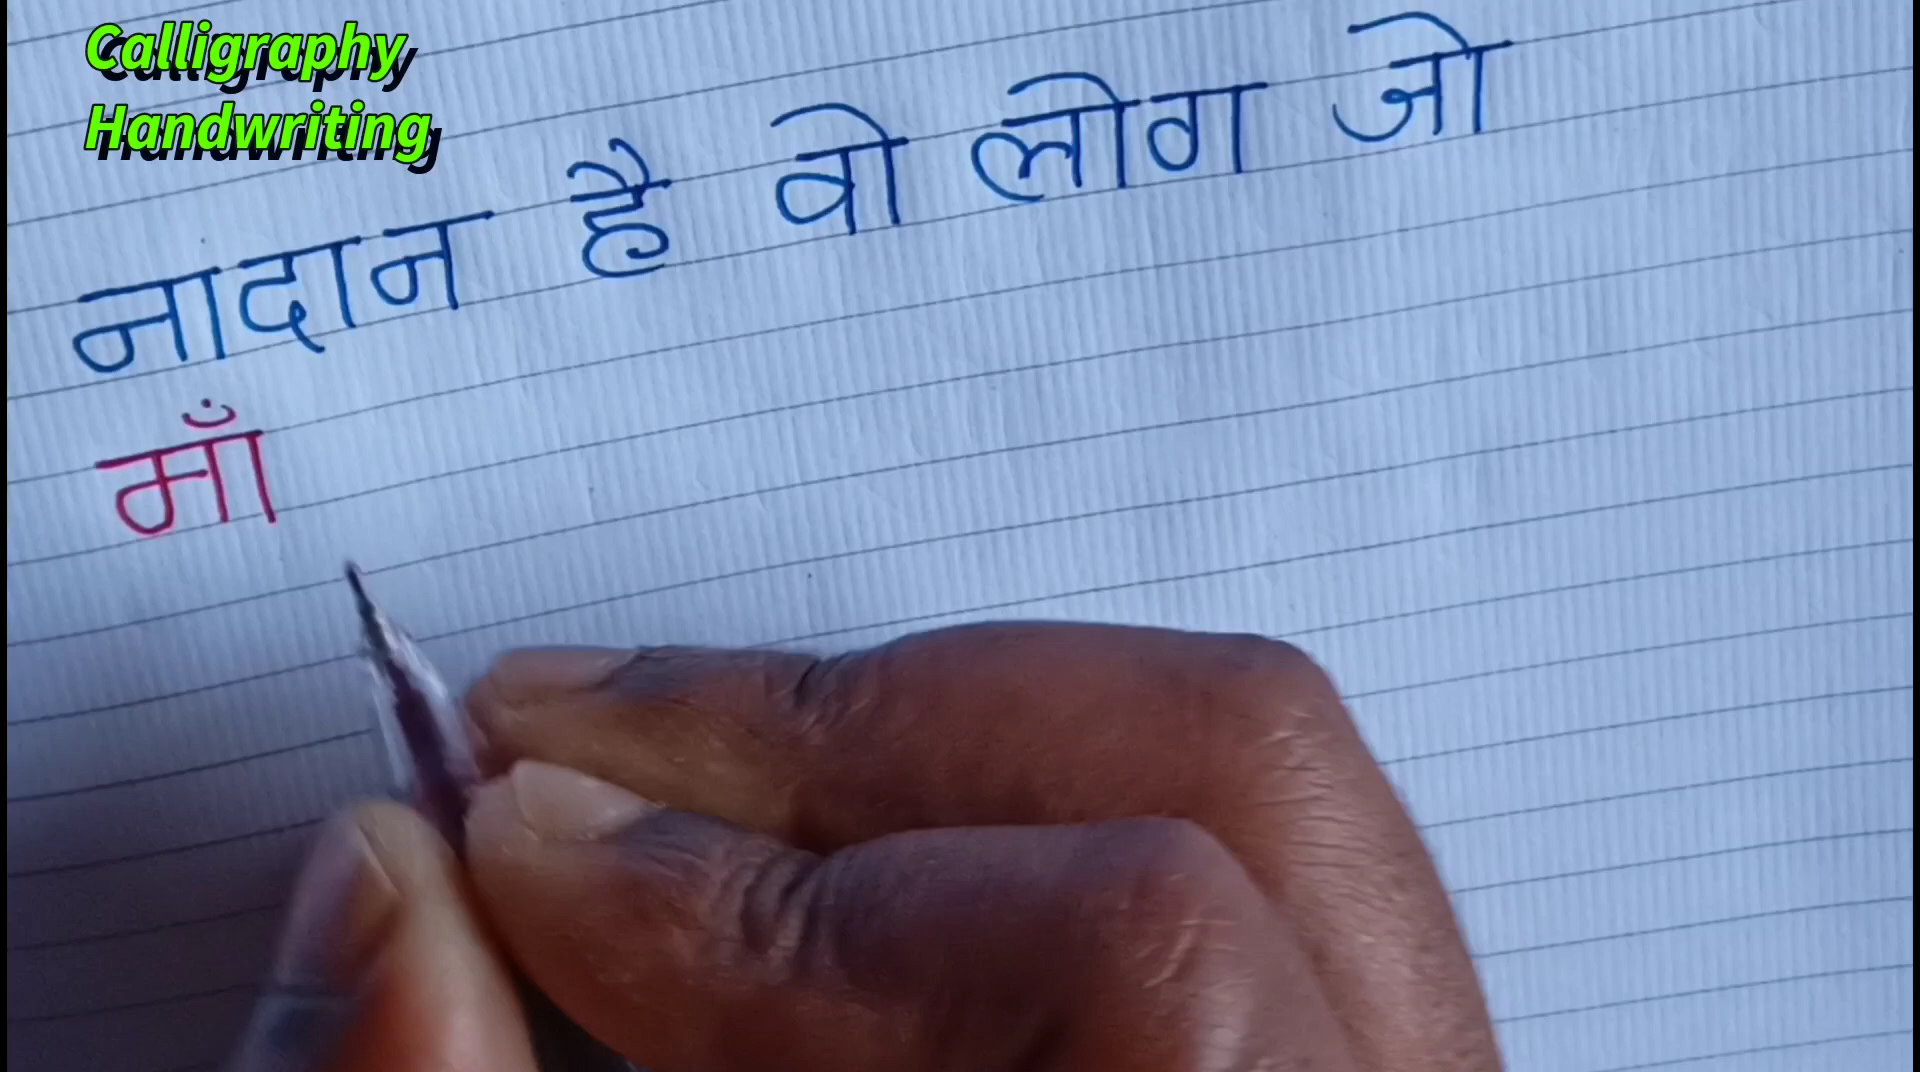 Calligraphy
Handwriting
नादान है वो लोग जो
माँ